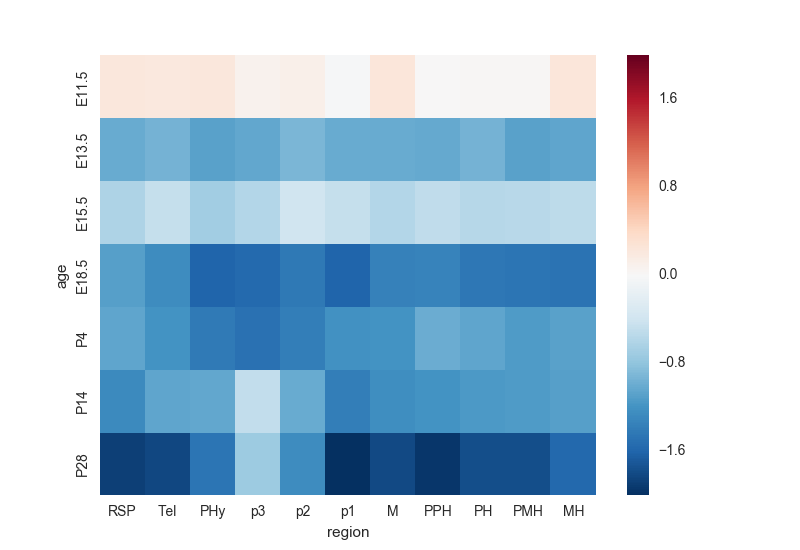 E11.5
E13.5
E15.5
E18.5
P4
P14
P28
age
RSP Tel PHy p3 p2 p1 M PPH PH PMH MH
region
1.6
0.8
0.0
−0.8
−1.6